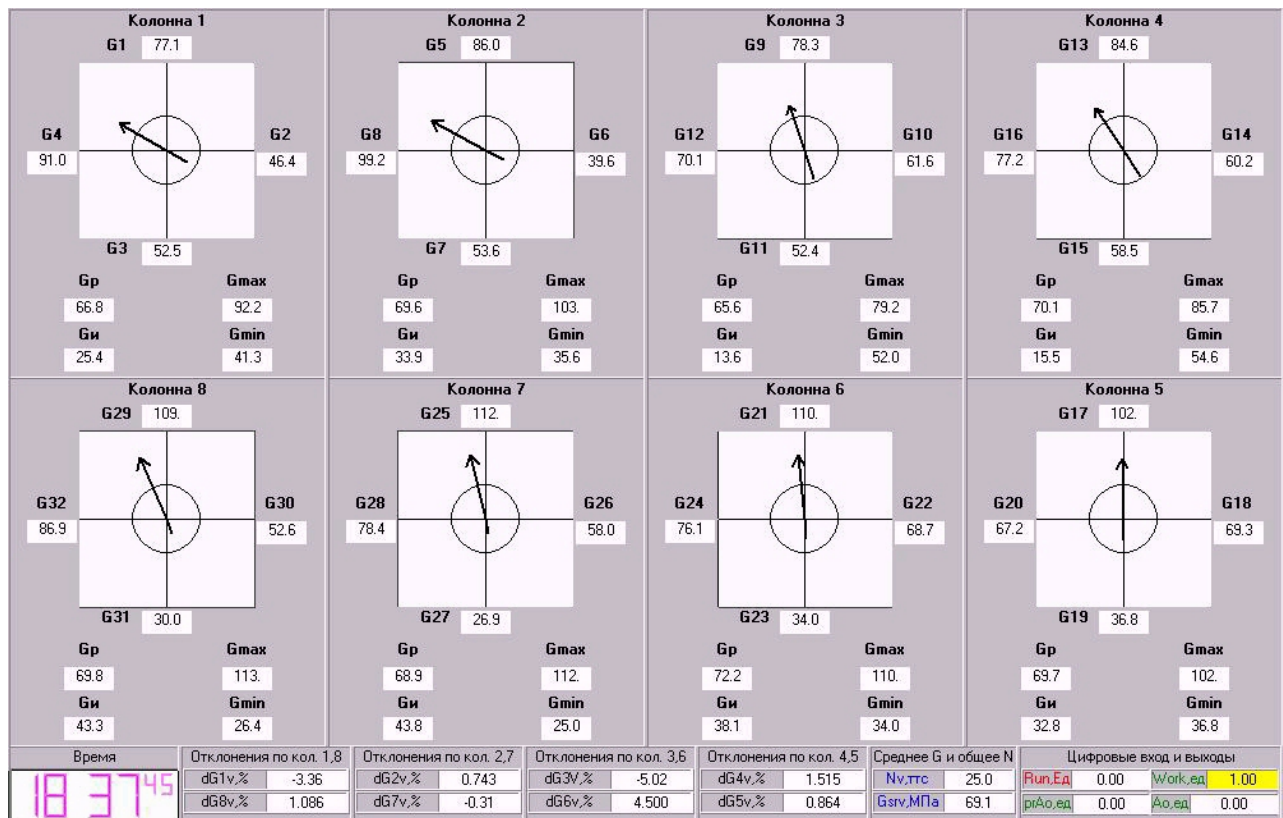 Колонна 1 Колонна 2 Колонна 3 Колонна 4
G1 77.1 G5 86.0 G9 78.3 G13 84.6
G4 G2 G8 G6 G12 G10 G16 G14
91.0 46.4 99.2 39.6 70.1 61.6 77.2 60.2
G3 52.5 G7 53.6 G11 52.4 G15 58.5
Gр Gmax Gр Gmax Gр Gmax Gр Gmax
66.8 92.2 69.6 103. 65.6 79.2 70.1 85.7
Gи Gmin Gи Gmin Gи Gmin Gи Gmin
25.4 41.3 33.9 35.6 13.6 52.0 15.5 54.6
Колонна 8 Колонна 7 Колонна 6 Колонна 5
G29 109. G25 112. G21 110. G17 102.
G32 G30 G28 G26 G24 G22 G20 G18
86.9 52.6 78.4 58.0 76.1 68.7 67.2 69.3
G31 30.0 G27 26.9 G23 34.0 G19 36.8
Gр Gmax Gр Gmax Gр Gmax Gр Gmax
69.8 113. 68.9 112. 72.2 110. 69.7 102.
Gи Gmin Gи Gmin Gи Gmin Gи Gmin
43.3 26.4 43.8 25.0 38.1 34.0 32.8 36.8
Время Отклонения по кол. 1,8 Отклонения по кол. 2,7 Отклонения по кол. 3,6 Отклонения по кол. 4,5 Среднее G и общее N Цифровые вход и выходы
18 37 45 dG1v,% -3.36 dG2v,% 0.743 dG3V,% -5.02 dG4v,% 1.515 Nv,ттс 25.0 Run,Ед 0.00 Work,ед 1.00
dG8v,% 1.086 dG7v,% -0.31 dG6v,% 4.500 dG5v,% 0.864 Gsrv,МПа 69.1 prAo,ед 0.00 Ao,ед 0.00